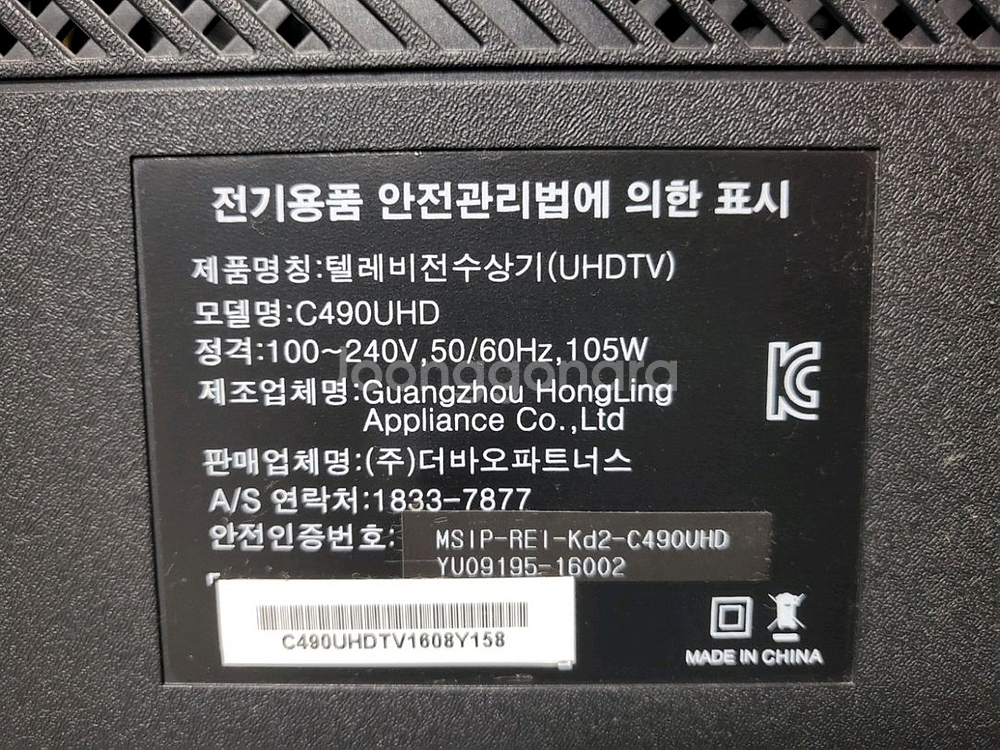 전기용품 안전관리법에 의한 표시
제품명칭:텔레비전수상기(UHDTV)
모델명:C490UHD
정격:100~240V,50/60Hz,105W
joonggonara
제조업체명:Guangzhou HongLing
Appliance Co.,Ltd
판매업체명:(주)더바오파트너스
A/S 연락처:1833-7877
안전인증번호: MSIP-REI-Kd2-C490UHD
YU09195-16002
C490UHDTV1608Y158
MADE IN CHINA